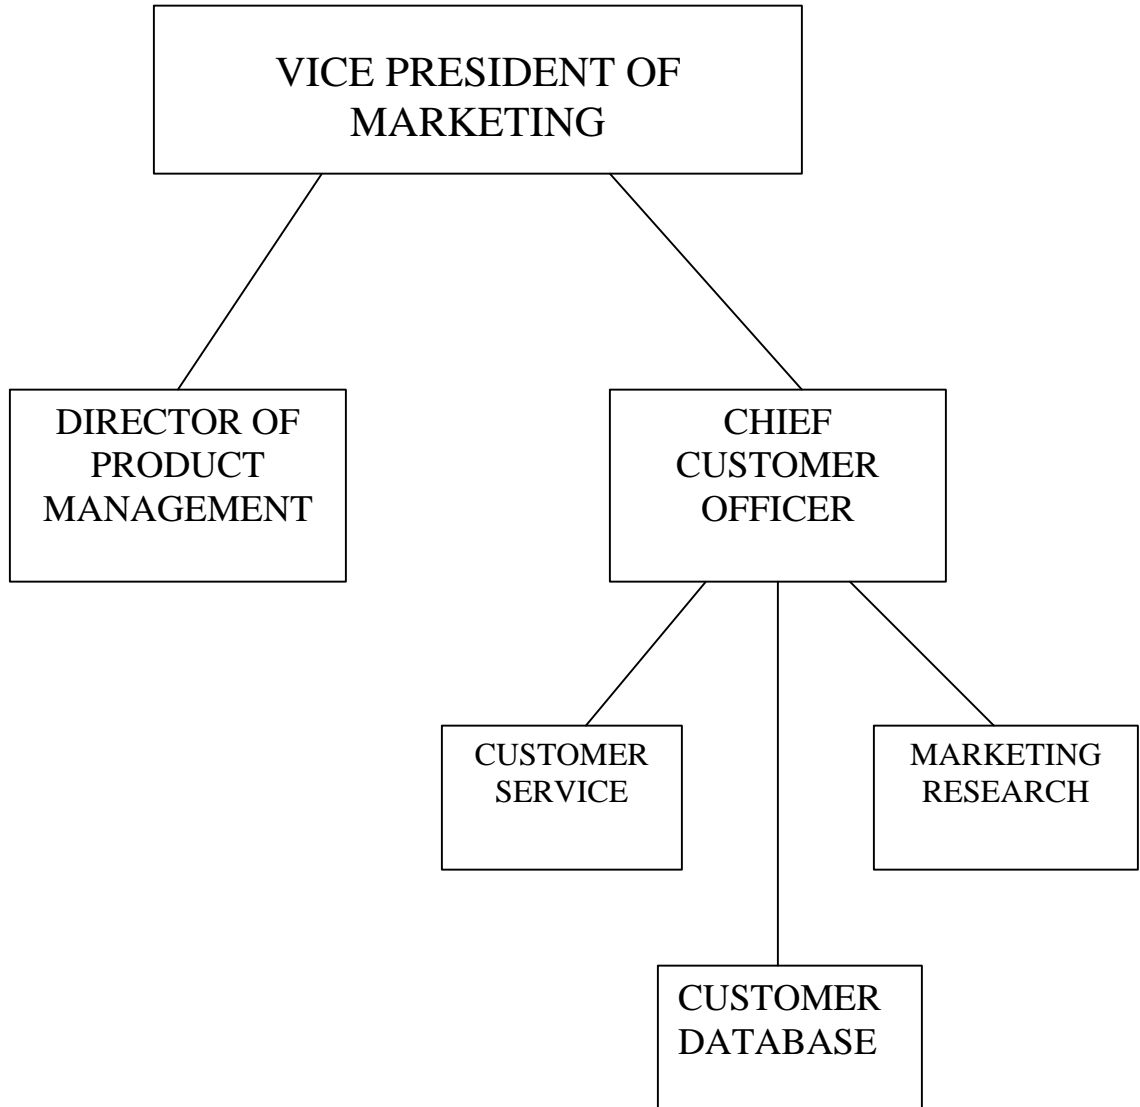 VICE PRESIDENT OF
MARKETING
DIRECTOR OF
PRODUCT
MANAGEMENT
CHIEF
CUSTOMER
OFFICER
CUSTOMER
SERVICE
MARKETING
RESEARCH
CUSTOMER
DATABASE